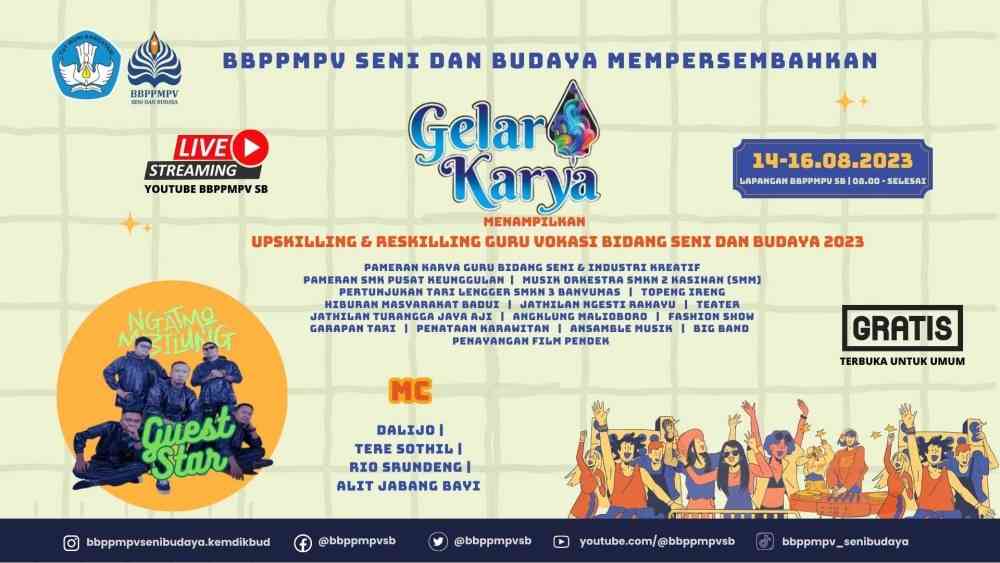 BBPPMPV SENI DAN BUDAYA MEMPERSEMBAHKAN
BBPPMPV
SENI DAN BUDAYA
Gelar
Karya
LIVE
STREAMING
YOUTUBE BBPPMPV SB
14-16.08.2023
LAPANGAN BBPPMPV SB | 08.00 - SELESAI
MENAMPILKAN
UPSKILLING & RESKILLING GURU VOKASI BIDANG SENI DAN BUDAYA 2023
PAMERAN KARYA GURU BIDANG SENI & INDUSTRI KREATIF
PAMERAN SMK PUSAT KEUNGGULAN | MUSIK ORKESTRA SMKN 2 KASIHAN (SMM)
PERTUNJUKAN TARI LENGGER SMKN 3 BANYUMAS | TOPENG IRENG
HIBURAN MASYARAKAT BADUI | JATHILAN NGESTI RAHAYU | TEATER
JATHILAN TURANGGA JAYA AJI | ANGKLUNG MALIOBORO | FASHION SHOW
GARAPAN TARI | PENATAAN KARAWITAN | ANSAMBLE MUSIK | BIG BAND
PENAYANGAN FILM PENDEK
NGATMO
Guest
Star
GRATIS
TERBUKA UNTUK UMUM
MC
DALIJO |
TERE SOTHIL |
RIO SRUNDENG |
ALIT JABANG BAYI
bbppmpvsenibudaya.kemdikbud
@bbppmpvsb
@bbppmpvsb
youtube.com/@bbppmpvsb
bbppmpv_senibudaya